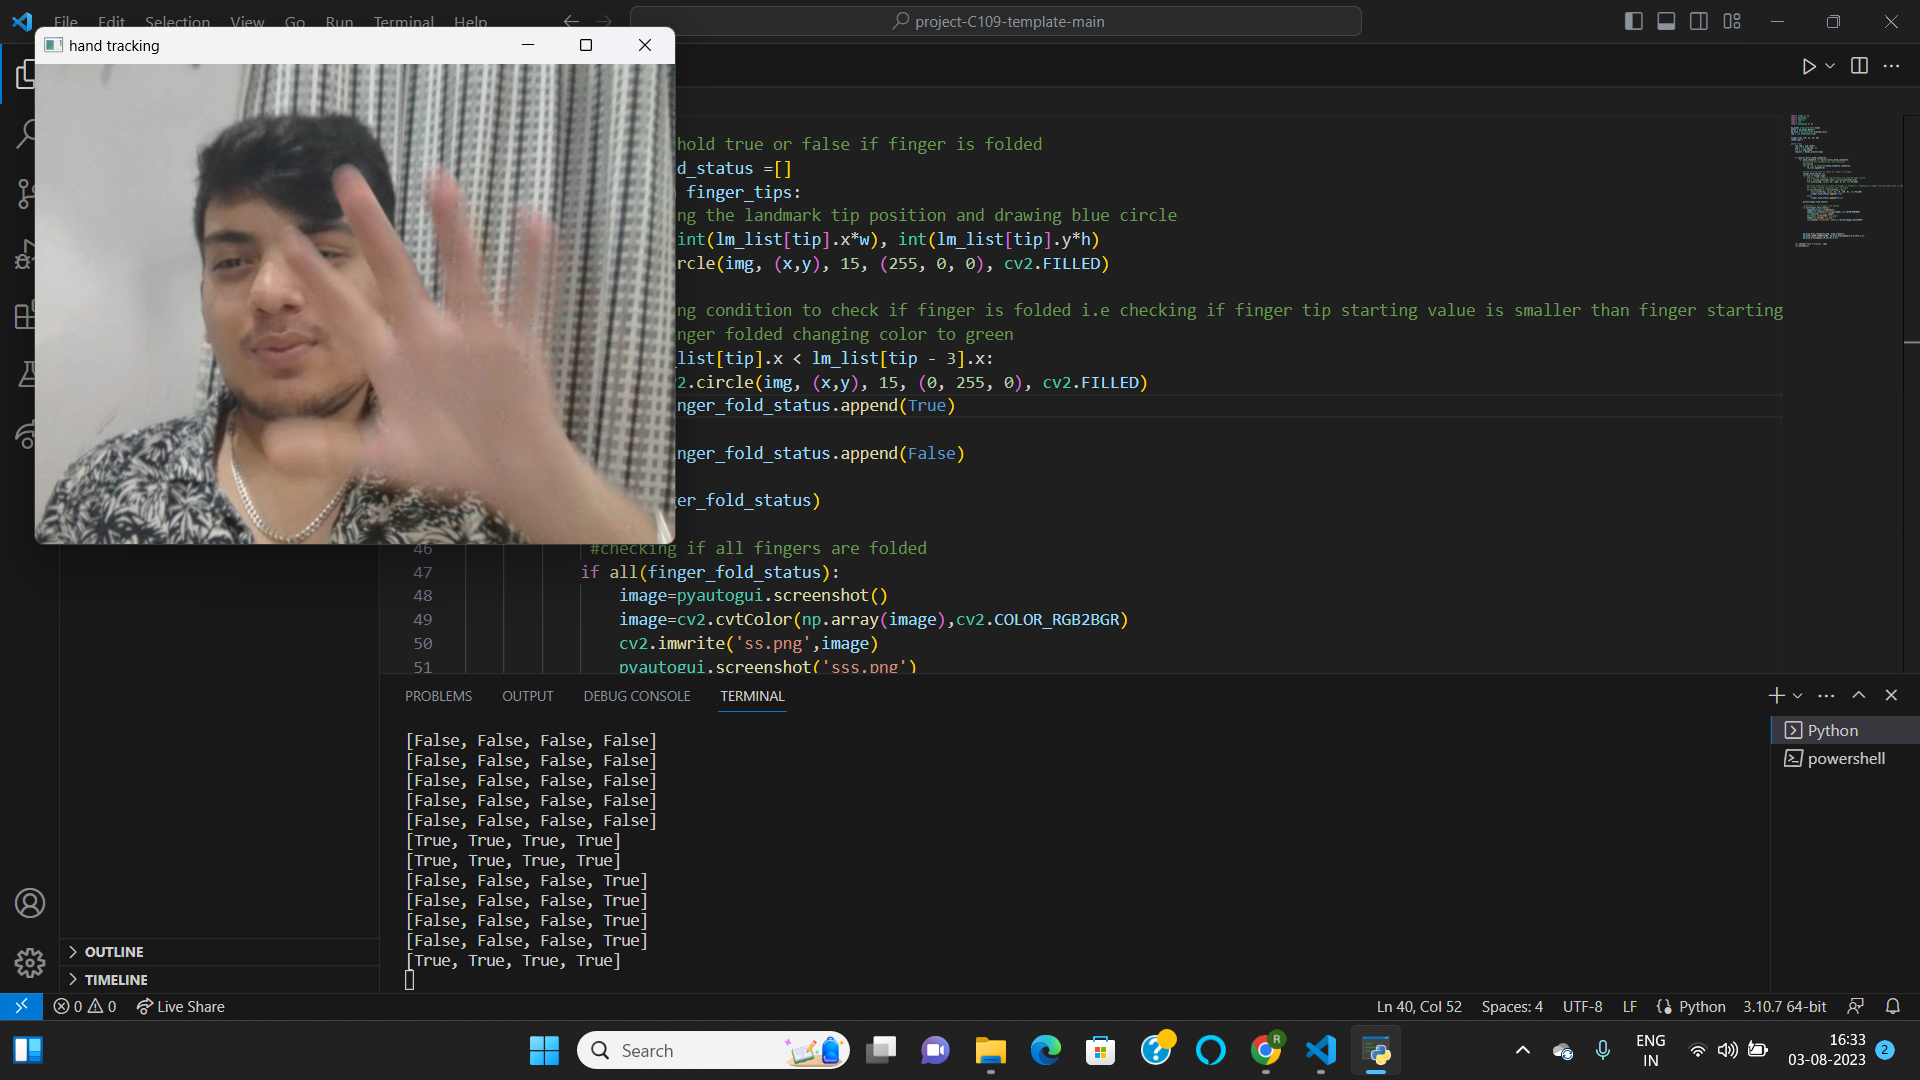 File Edit Selection View Go Run Terminal Help
project-C109-template-main
hand tracking
hold true or false if finger is folded
d_status =[]
finger_tips:
ng the landmark tip position and drawing blue circle
int(lm_list[tip].x*w), int(lm_list[tip].y*h)
rcle(img, (x,y), 15, (255, 0, 0), cv2.FILLED)
ng condition to check if finger is folded i.e checking if finger tip starting value is smaller than finger starting
nger folded changing color to green
list[tip].x < lm_list[tip - 3].x:
2.circle(img, (x,y), 15, (0, 255, 0), cv2.FILLED)
nger_fold_status.append(True)
nger_fold_status.append(False)
er_fold_status)
46 #checking if all fingers are folded
47 if all(finger_fold_status):
48 image=pyautogui.screenshot()
49 image=cv2.cvtColor(np.array(image),cv2.COLOR_RGB2BGR)
50 cv2.imwrite('ss.png',image)
51 pyautogui.screenshot('sss.png')
PROBLEMS OUTPUT DEBUG CONSOLE TERMINAL
[False, False, False, False]
[False, False, False, False]
[False, False, False, False]
[False, False, False, False]
[False, False, False, False]
[True, True, True, True]
[True, True, True, True]
[False, False, False, True]
[False, False, False, True]
[False, False, False, True]
[False, False, False, True]
[True, True, True, True]
Python
powershell
OUTLINE
TIMELINE
0 0 Live Share
Ln 40, Col 52 Spaces: 4 UTF-8 LF Python 3.10.7 64-bit
Search
R
ENG
IN
16:33
03-08-2023
2